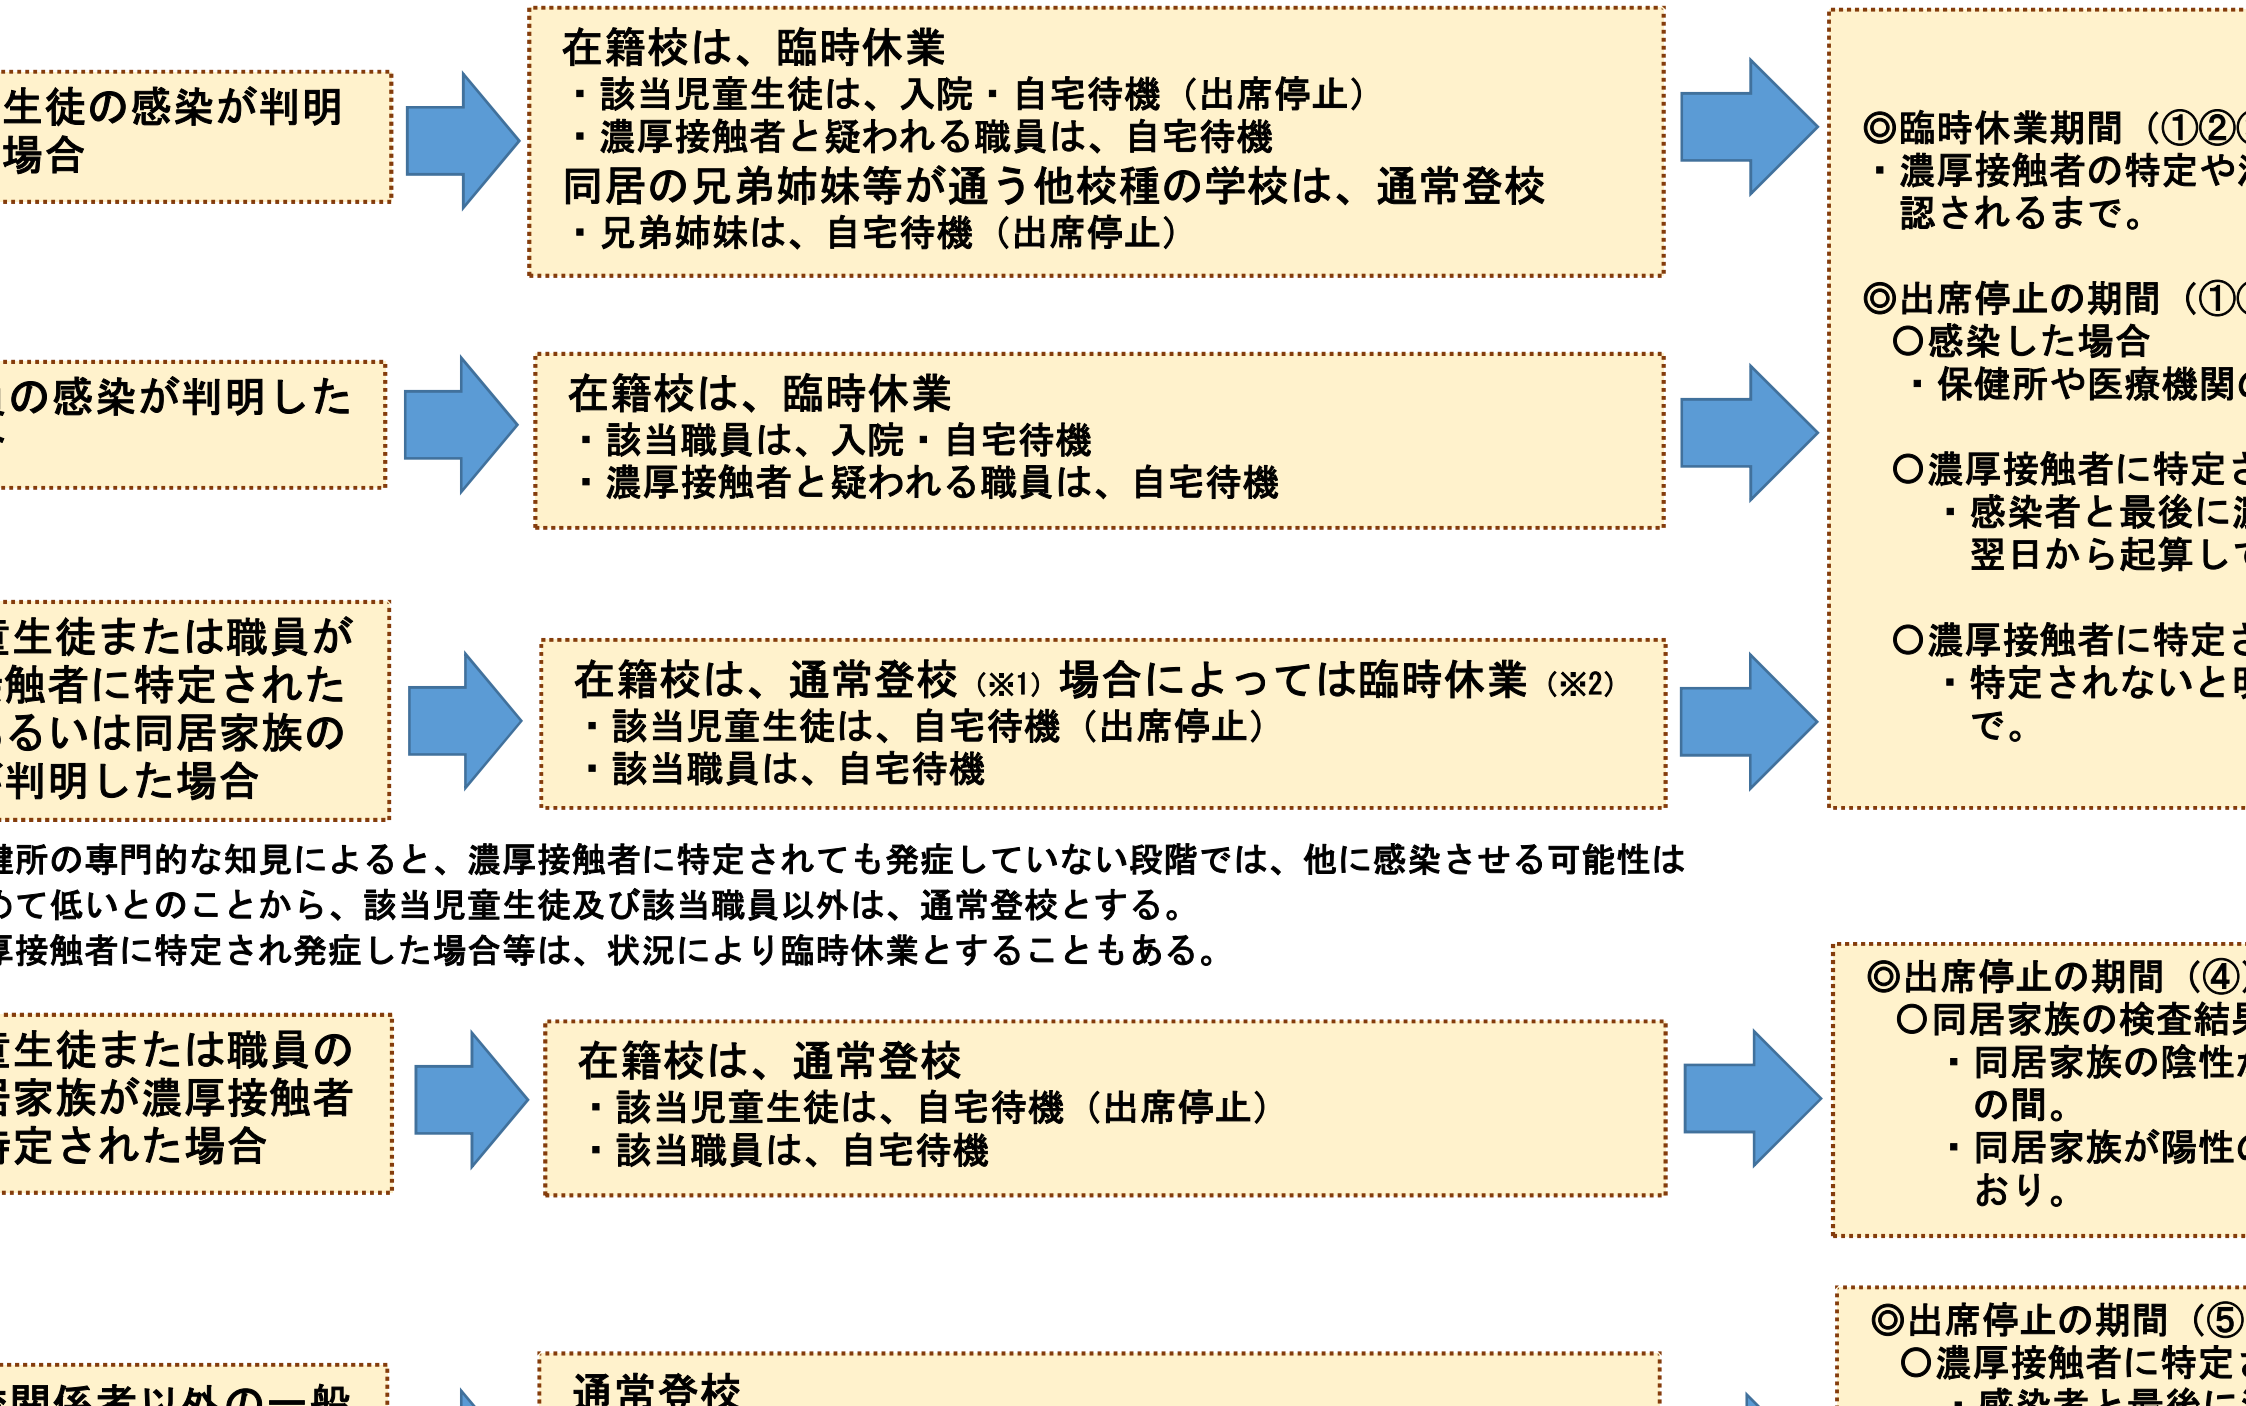 生徒の感染が判明
場合
在籍校は、臨時休業
・該当児童生徒は、入院・自宅待機（出席停止）
・濃厚接触者と疑われる職員は、自宅待機
同居の兄弟姉妹等が通う他校種の学校は、通常登校
・兄弟姉妹は、自宅待機（出席停止）
の感染が判明した
在籍校は、臨時休業
・該当職員は、入院・自宅待機
・濃厚接触者と疑われる職員は、自宅待機
生徒または職員が
触者に特定された
るいは同居家族の
判明した場合
在籍校は、通常登校（※1）場合によっては臨時休業（※2）
・該当児童生徒は、自宅待機（出席停止）
・該当職員は、自宅待機
◎臨時休業期間（①②
・濃厚接触者の特定や
認されるまで。
◎出席停止の期間（①
〇感染した場合
・保健所や医療機関
〇濃厚接触者に特定
・感染者と最後に
翌日から起算し
〇濃厚接触者に特定
・特定されないと
で。
健所の専門的な知見によると、濃厚接触者に特定されても発症していない段階では、他に感染させる可能性は
めて低いとのことから、該当児童生徒及び該当職員以外は、通常登校とする。
厚接触者に特定され発症した場合等は、状況により臨時休業とすることもある。
生徒または職員の
家族が濃厚接触者
特定された場合
在籍校は、通常登校
・該当児童生徒は、自宅待機（出席停止）
・該当職員は、自宅待機
◎出席停止の期間（④）
〇同居家族の検査結果
・同居家族の陰性
の間。
・同居家族が陽性の
おり。
関係者以外の一般
通常登校
◎出席停止の期間（⑤
〇濃厚接触者に特定
・感染者と最後に